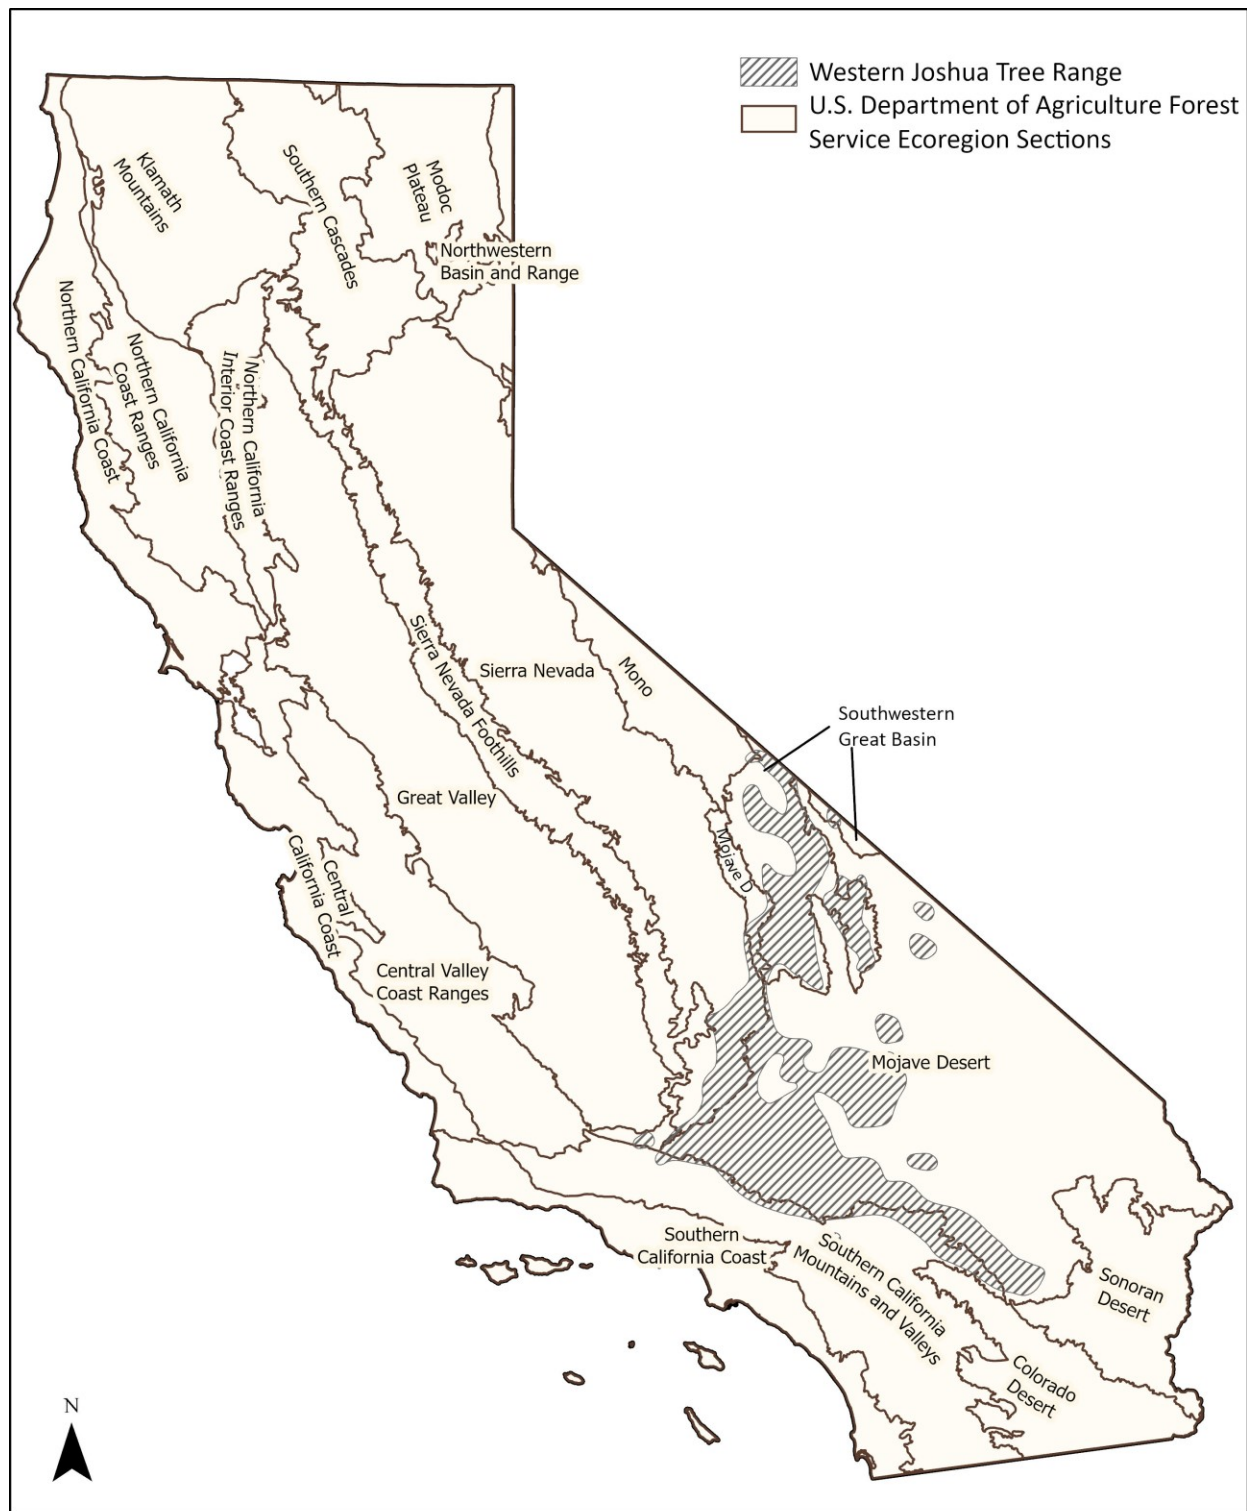 Western Joshua Tree Range
U.S. Department of Agriculture Forest
Service Ecoregion Sections
Klamath
Mountains
Southern Cascades
Modoc
Plateau
Northwestern
Basin and Range
Northern California Coast
Northern California
Coast Ranges
Northern California
Interior Coast Ranges
Sierra Nevada Foothills
Sierra Nevada
Mono
Southwestern
Great Basin
Great Valley
Mojave D
Central
California Coast
Central Valley
Coast Ranges
Mojave Desert
Southern
California Coast
Southern California
Mountains and Valleys
Sonoran
Desert
Colorado
Desert
N